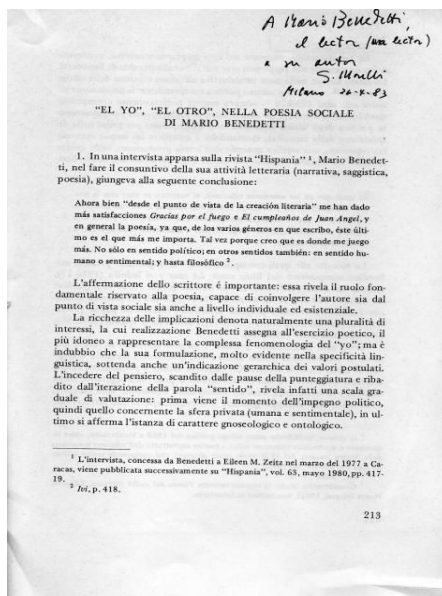 A Mario Benedetti,
el lector (un lector)
a su autor
G. Morelli
Milano 26-4-83
"EL YO", "EL OTRO", NELLA POESIA SOCIALE
DI MARIO BENEDETTI
1. In una intervista apparsa sulla rivista "Hispania" ¹, Mario Benedet-
ti, nel fare il consuntivo della sua attività letteraria (narrativa, saggistica,
poesia), giungeva alla seguente conclusione:
Ahora bien "desde el punto de vista de la creación literaria" me han dado
más satisfacciones Gracias por el fuego e El cumpleaños de Juan Angel, y
en general la poesía, ya que, de los varios géneros en que escribo, éste últi-
mo es el que más me importa. Tal vez porque creo que es donde me juego
más. No sólo en sentido político; en otros sentidos también: en sentido hu-
mano o sentimental; y hasta filosófico ².
L'affermazione dello scrittore é importante: essa rivela il ruolo fon-
damentale riservato alla poesia, capace di coinvolgere l'autore sia dal
punto di vista sociale sia anche a livello individuale ed esistenziale.
La ricchezza delle implicazioni denota naturalmente una pluralità di
interessi, la cui realizzazione Benedetti assegna all'esercizio poetico, il
più idoneo a rappresentare la complessa fenomenologia del "yo"; ma è
indubbio che la sua formulazione, molto evidente nella specificità lin-
guistica, sottenda anche un'indicazione gerarchica dei valori postulati.
L'incedere del pensiero, scandito dalle pause della punteggiatura e riba-
dito dall'iterazione della parola "sentido", rivela infatti una scala gra-
duale di valutazione: prima viene il momento dell'impegno politico,
quindi quello concernente la sfera privata (umana e sentimentale), in ul-
timo si afferma l'istanza di carattere gnoseologico e ontologico.
¹ L'intervista, concessa da Benedetti a Eileen M. Zeitz nel marzo del 1977 a Ca-
racas, viene pubblicata successivamente su "Hispania", vol. 63, mayo 1980, pp. 417-
19.
² Ivi, p. 418.
213